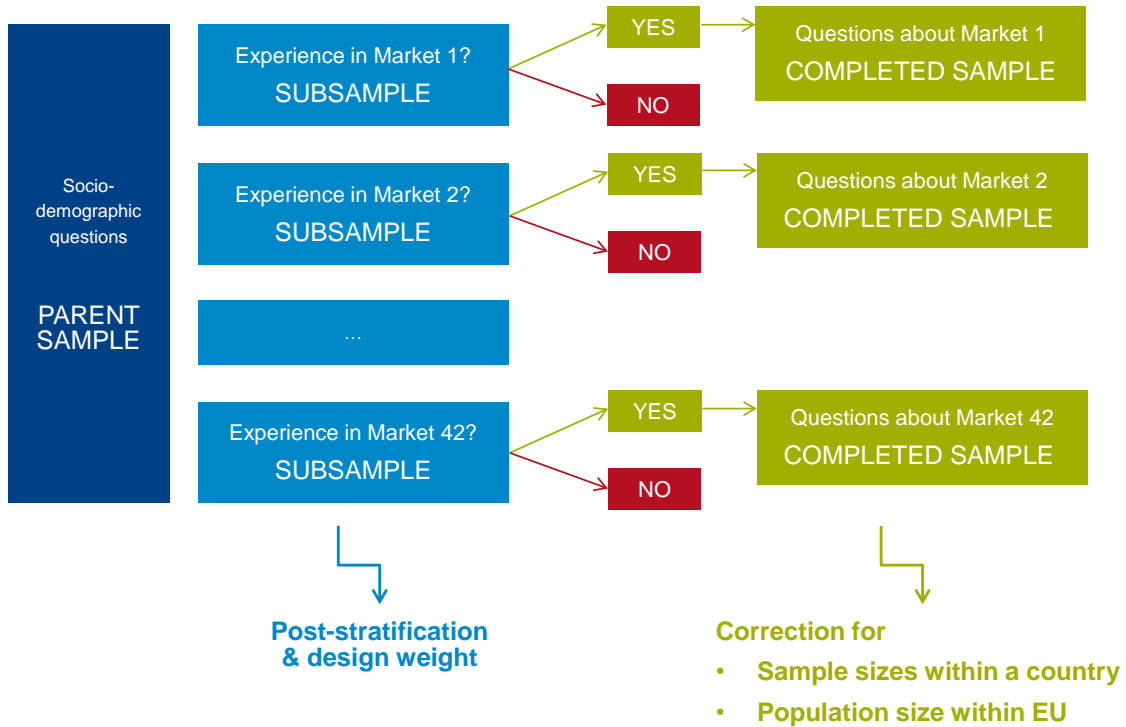 Socio-
demographic
questions
PARENT
SAMPLE
Experience in Market 1?
SUBSAMPLE
YES
NO
Questions about Market 1
COMPLETED SAMPLE
Experience in Market 2?
SUBSAMPLE
YES
NO
Questions about Market 2
COMPLETED SAMPLE
...
Experience in Market 42?
SUBSAMPLE
YES
NO
Questions about Market 42
COMPLETED SAMPLE
Post-stratification
& design weight
Correction for
• Sample sizes within a country
• Population size within EU